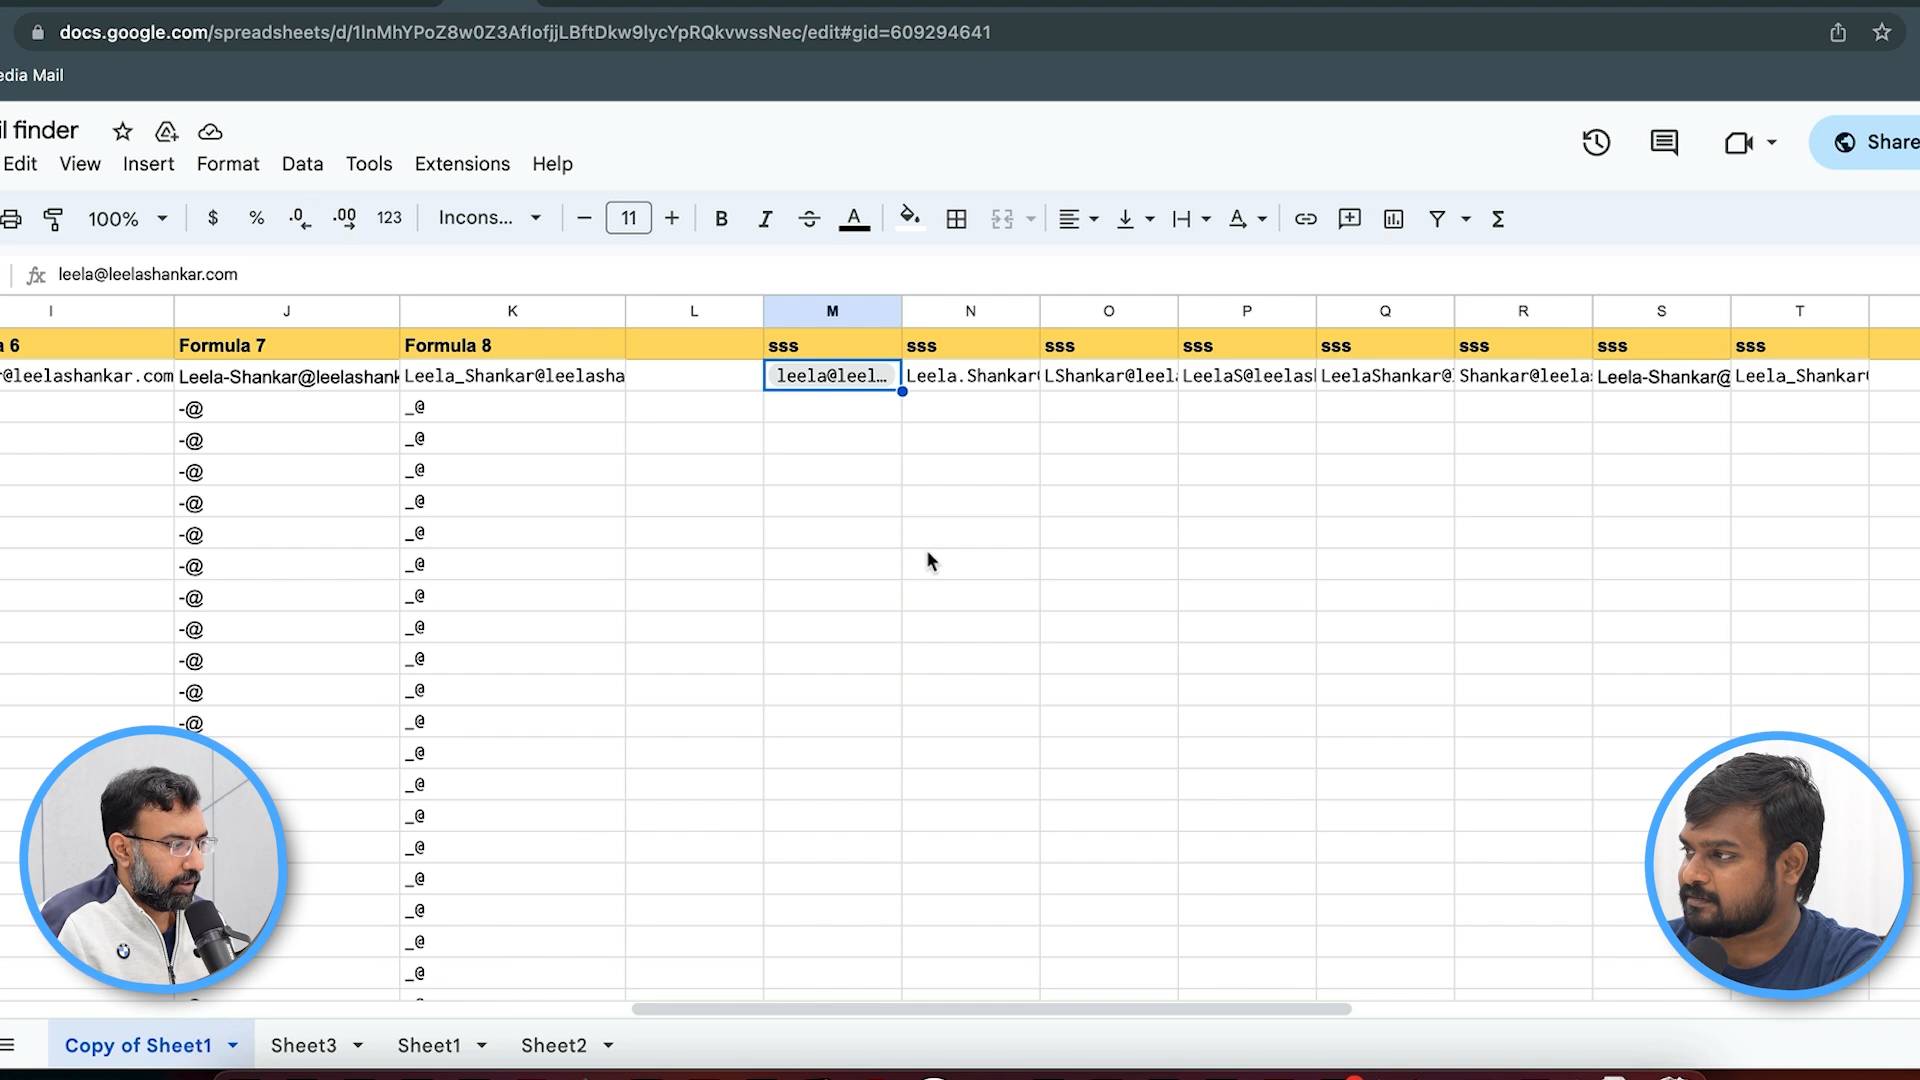 docs.google.com/spreadsheets/d/1lnMhYPoZ8w0Z3AfIofjjLBftDkw9lycYpRQkvwssNec/edit#gid=609294641
edia Mail
il finder
Edit View Insert Format Data Tools Extensions Help
Share
100% $ % .0 .00 123 Incons... − 11 + B I A Σ
fx leela@leelashankar.com
I J K L M N O P Q R S T
a 6 Formula 7 Formula 8 sss sss sss sss sss sss sss sss
r@leelashankar.com Leela-Shankar@leelashank Leela_Shankar@leelasha leela@leel… Leela.Shankar( LShankar@leela LeelaS@leelas LeelaShankar@ Shankar@leela Leela-Shankar@ Leela_Shankar(
-@ _@
-@ _@
-@ _@
-@ _@
-@ _@
-@ _@
-@ _@
-@ _@
-@ _@
-@ _@
-@ _@
_@
_@
_@
_@
_@
_@
_@
_@
Copy of Sheet1 Sheet3 Sheet1 Sheet2